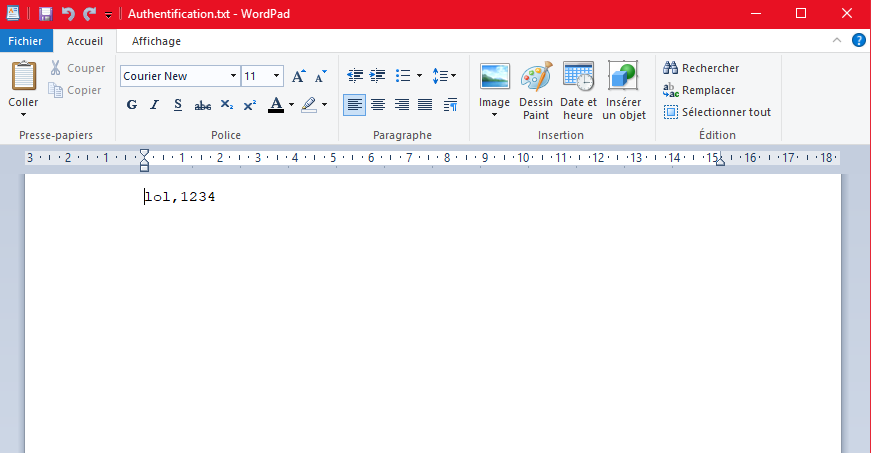 Authentification.txt - WordPad
Fichier Accueil Affichage
Coller
Couper
Copier
Presse-papiers
Courier New 11
G I S abc X₂ X² A
Police
Paragraphe
Image
Dessin Paint
Date et heure
Insérer un objet
Insertion
Rechercher
Remplacer
Sélectionner tout
Édition
3 2 1 1 2 3 4 5 6 7 8 9 10 11 12 13 14 15 16 17 18
lol,1234